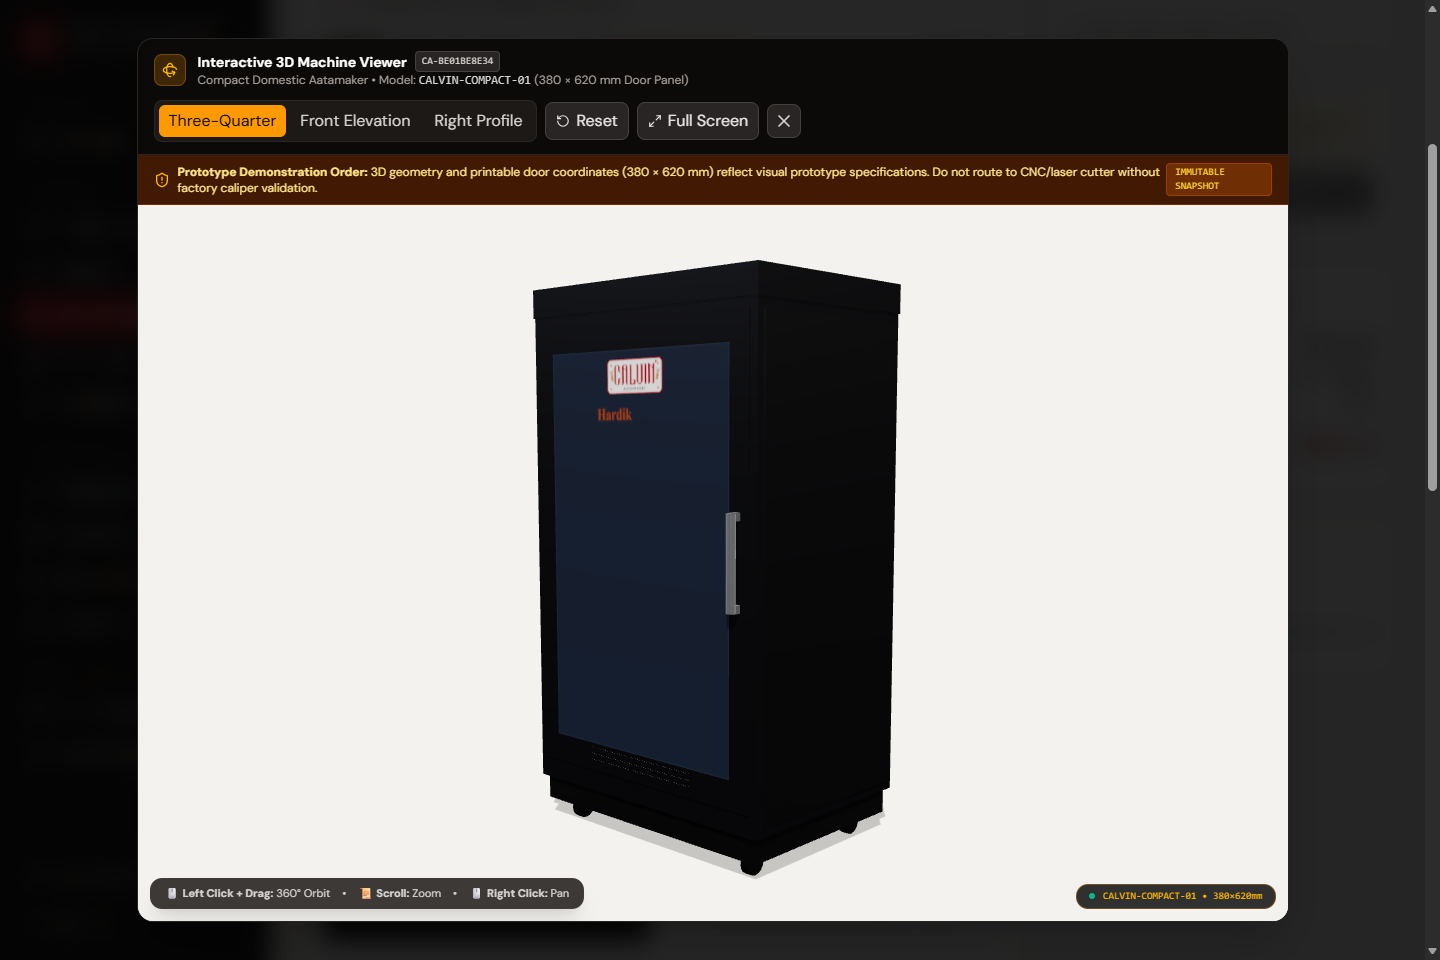 Interactive 3D Machine Viewer CA-BE01BE8E34
Compact Domestic Aatamaker • Model: CALVIN-COMPACT-01 (380 × 620 mm Door Panel)
Three-Quarter Front Elevation Right Profile Reset Full Screen
Prototype Demonstration Order: 3D geometry and printable door coordinates (380 × 620 mm) reflect visual prototype specifications. Do not route to CNC/laser cutter without
factory caliper validation.
IMMUTABLE
SNAPSHOT
CALVIN
Hardik
Left Click + Drag: 360° Orbit • Scroll: Zoom • Right Click: Pan
CALVIN-COMPACT-01 • 380×620mm